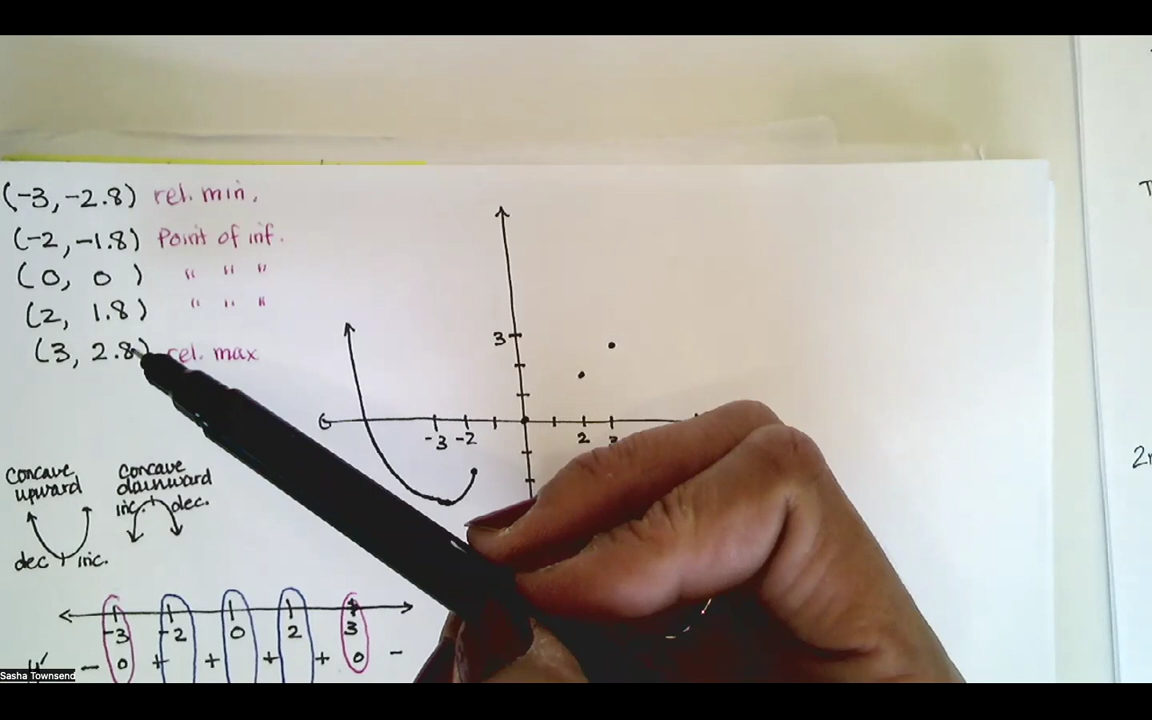 (-3, -2.8) rel. min.
(-2, -1.8) Point of inf.
(0, 0) " " "
(2, 1.8) " " "
(3, 2.8) rel. max
3
-3 -2 2 3
Concave upward
dec inc.
Concave downward
inc. dec.
-3 -2 0 2 3
y' - 0 + + + + 0 -
Sasha Townsend